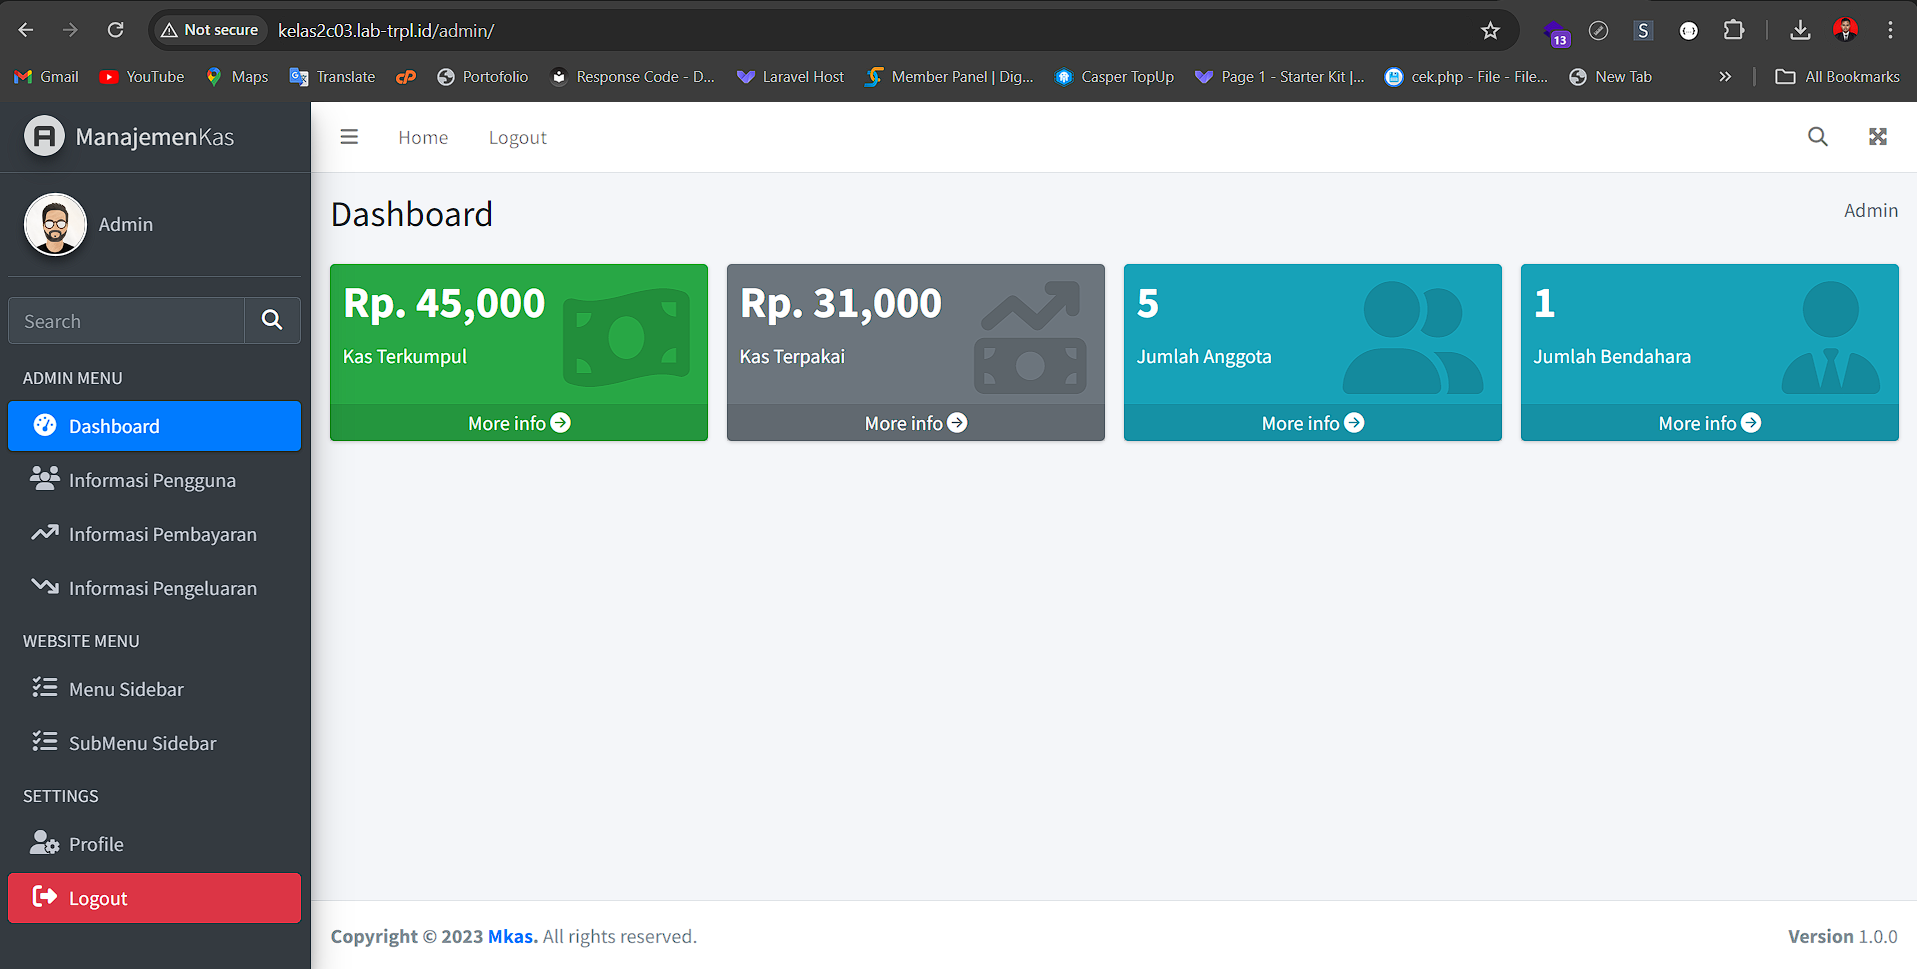 Not secure kelas2c03.lab-trpl.id/admin/
13
S
Gmail YouTube Maps Translate cP Portofolio Response Code - D... Laravel Host Member Panel | Dig... Casper TopUp Page 1 - Starter Kit |... cek.php - File - File... New Tab » All Bookmarks
A ManajemenKas
Home Logout
Admin
Dashboard
Admin
Search
Rp. 45,000
Kas Terkumpul
More info
Rp. 31,000
Kas Terpakai
More info
5
Jumlah Anggota
More info
1
Jumlah Bendahara
More info
ADMIN MENU
Dashboard
Informasi Pengguna
Informasi Pembayaran
Informasi Pengeluaran
WEBSITE MENU
Menu Sidebar
SubMenu Sidebar
SETTINGS
Profile
Logout
Copyright © 2023 Mkas. All rights reserved.
Version 1.0.0